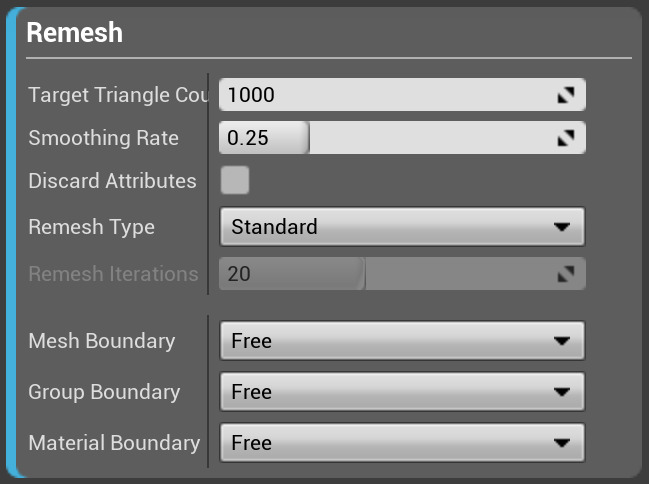 Remesh
Target Triangle Cou 1000
Smoothing Rate 0.25
Discard Attributes
Remesh Type Standard
Remesh Iterations 20
Mesh Boundary Free
Group Boundary Free
Material Boundary Free